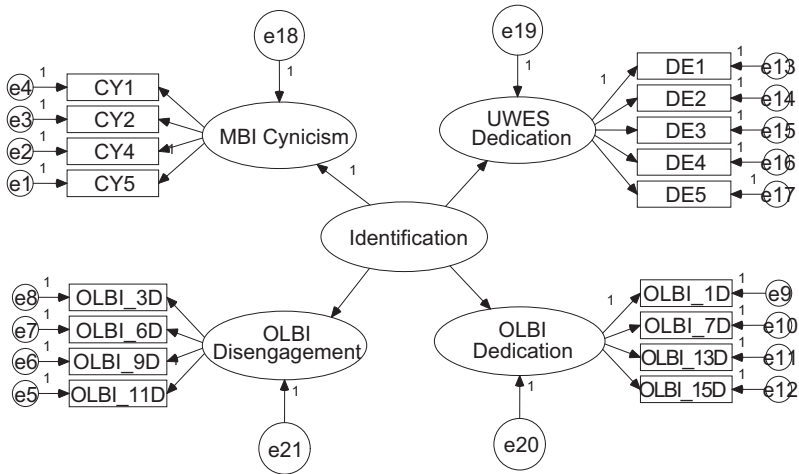 e18
e19
1
1
1
e4
CY1
1
e3
CY2
1
e2
CY4
1
1
e1
CY5
MBI Cynicism
1
UWES
Dedication
1
DE1
1
e13
DE2
1
e14
DE3
1
e15
DE4
1
e16
DE5
1
e17
Identification
1
e8
OLBI_3D
1
e7
OLBI_6D
1
e6
OLBI_9D
1
e5
OLBI_11D
OLBI
Disengagement
1
e21
OLBI
Dedication
1
e20
1
OLBI_1D
1
e9
OLBI_7D
1
e10
OLBI_13D
1
e11
OLBI_15D
1
e12